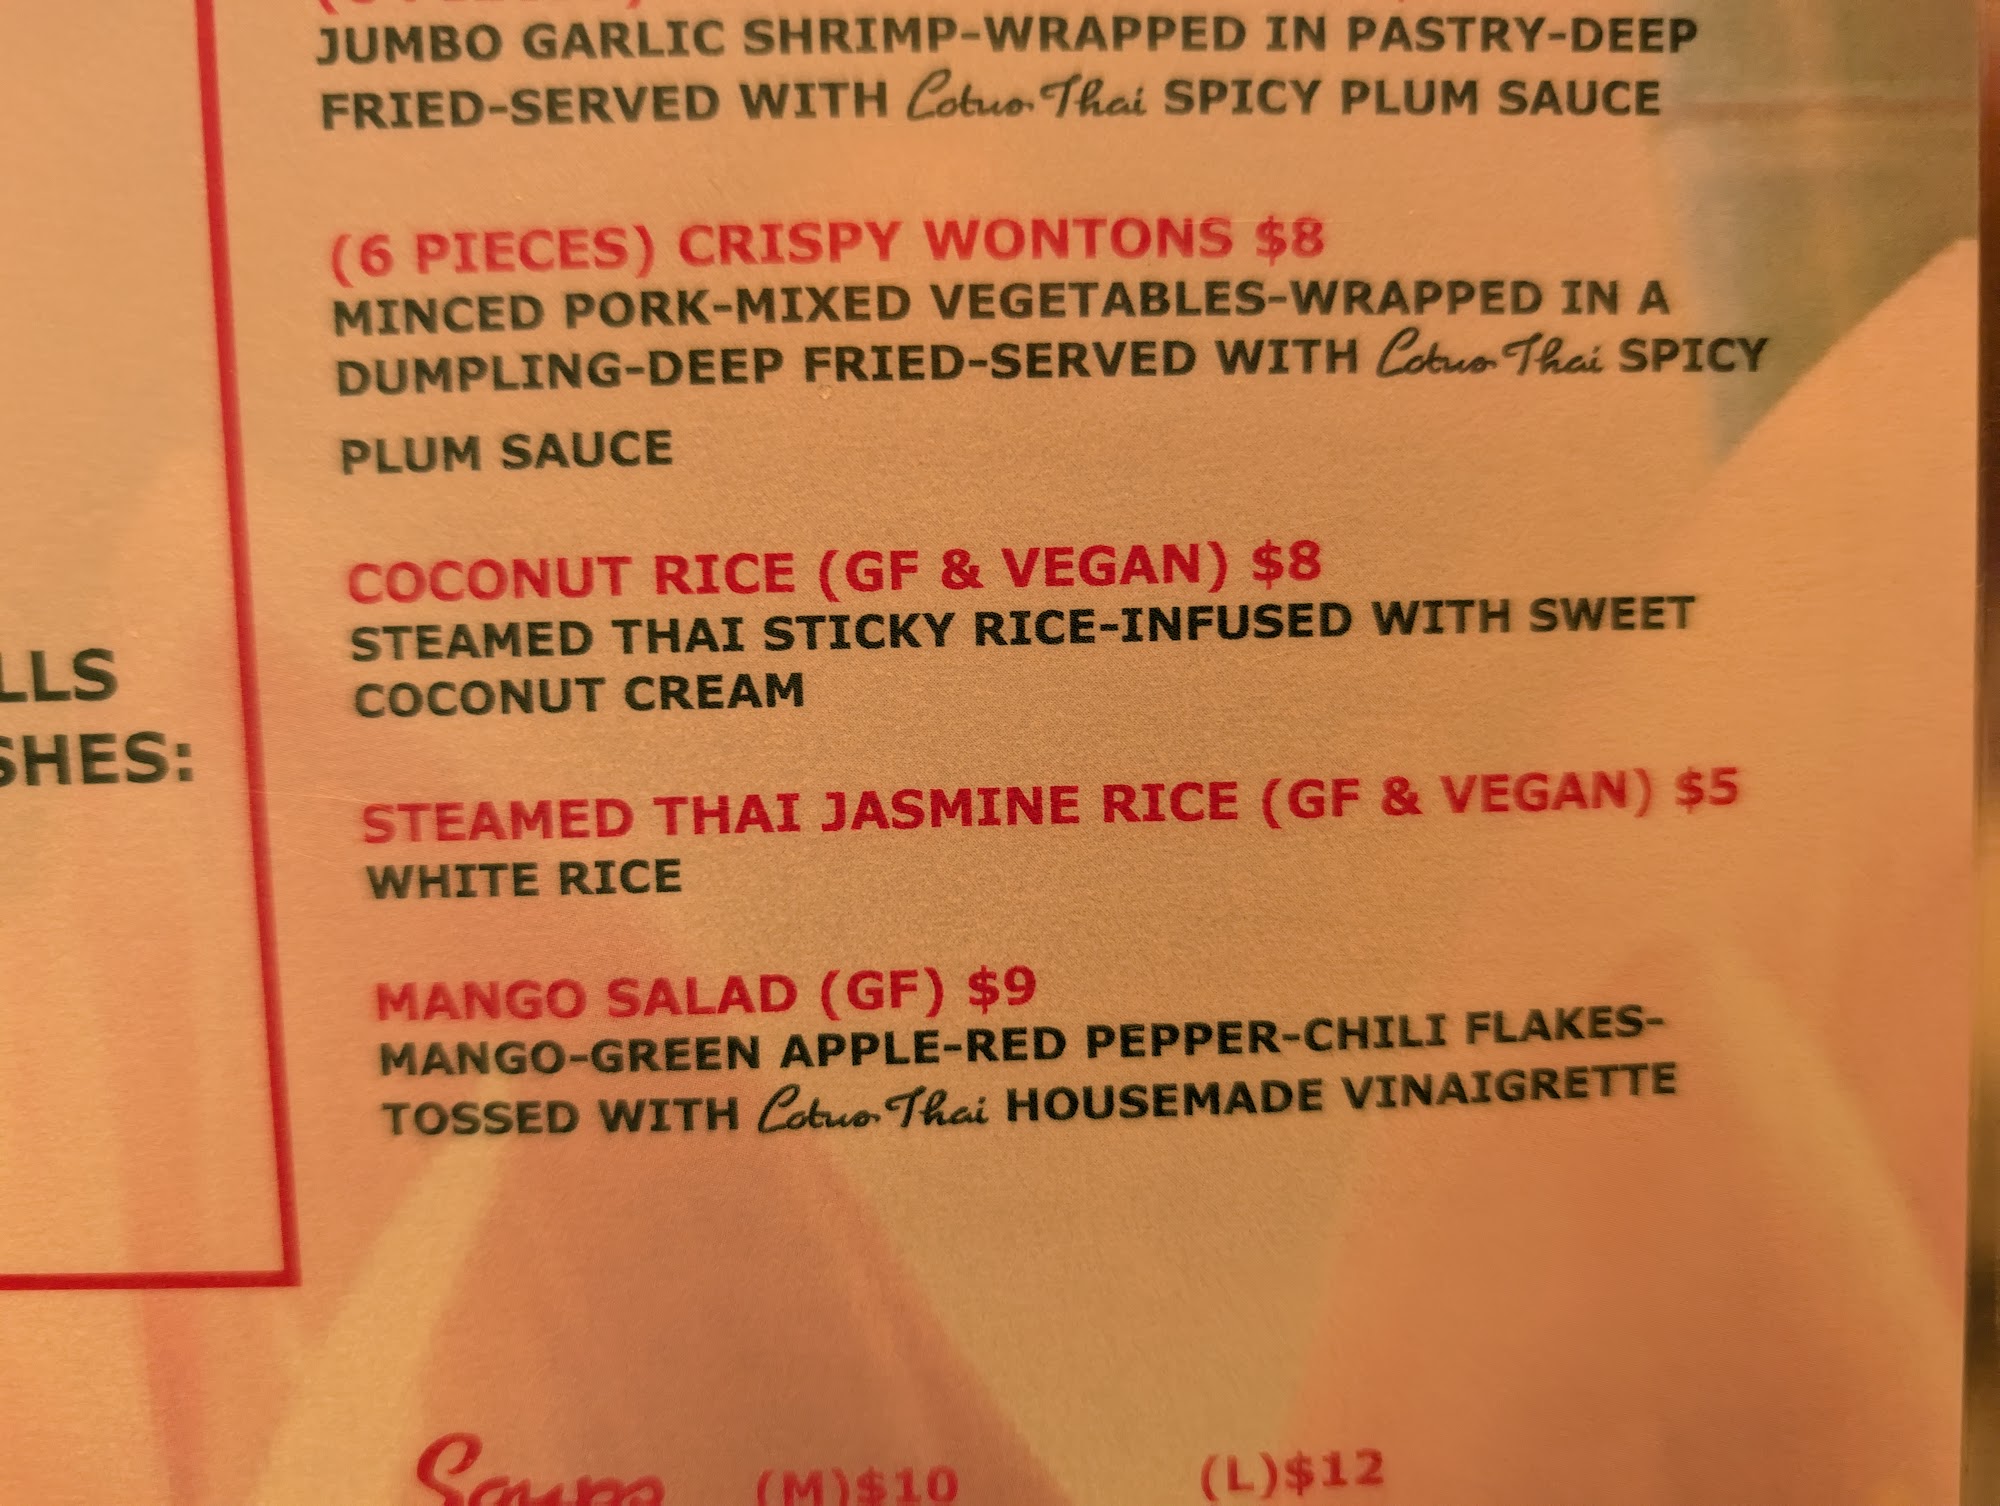 JUMBO GARLIC SHRIMP-WRAPPED IN PASTRY-DEEP
FRIED-SERVED WITH Cotuo Thai SPICY PLUM SAUCE
(6 PIECES) CRISPY WONTONS $8
MINCED PORK-MIXED VEGETABLES-WRAPPED IN A
DUMPLING-DEEP FRIED-SERVED WITH Cotuo Thai SPICY
PLUM SAUCE
COCONUT RICE (GF & VEGAN) $8
STEAMED THAI STICKY RICE-INFUSED WITH SWEET
COCONUT CREAM
LLS
SHES:
STEAMED THAI JASMINE RICE (GF & VEGAN) $5
WHITE RICE
MANGO SALAD (GF) $9
MANGO-GREEN APPLE-RED PEPPER-CHILI FLAKES-
TOSSED WITH Cotuo Thai HOUSEMADE VINAIGRETTE
Soups (M)$10 (L)$12